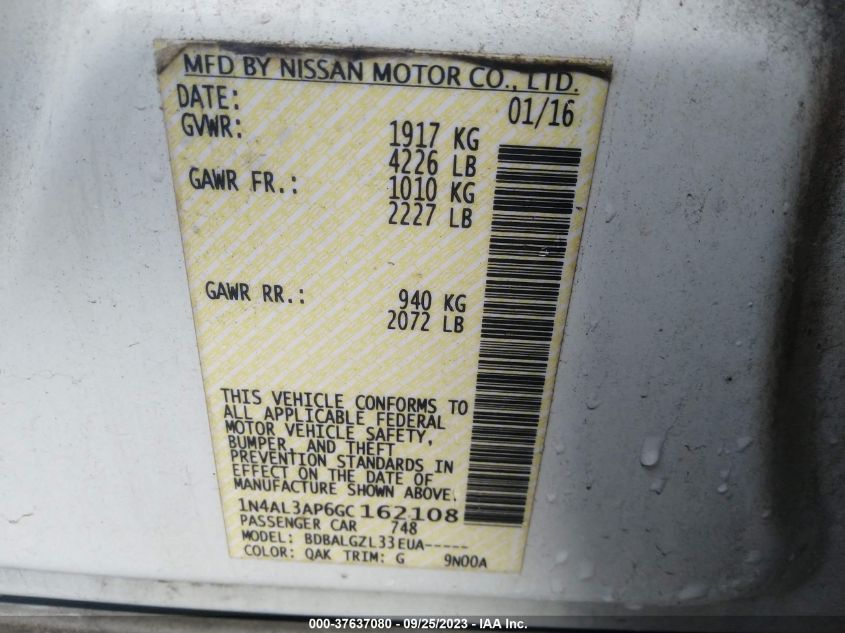 MFD BY NISSAN MOTOR CO., LTD.
DATE: 01/16
GVWR: 1917 KG
4226 LB
GAWR FR.: 1010 KG
2227 LB
GAWR RR.: 940 KG
2072 LB
THIS VEHICLE CONFORMS TO
ALL APPLICABLE FEDERAL
MOTOR VEHICLE SAFETY,
BUMPER, AND THEFT
PREVENTION STANDARDS IN
EFFECT ON THE DATE OF
MANUFACTURE SHOWN ABOVE.
1N4AL3AP6GC162108
PASSENGER CAR 748
MODEL: BDBALGZL33EUA-----
COLOR: QAK TRIM: G 9N00A
000-37637080 - 09/25/2023 - IAA Inc.